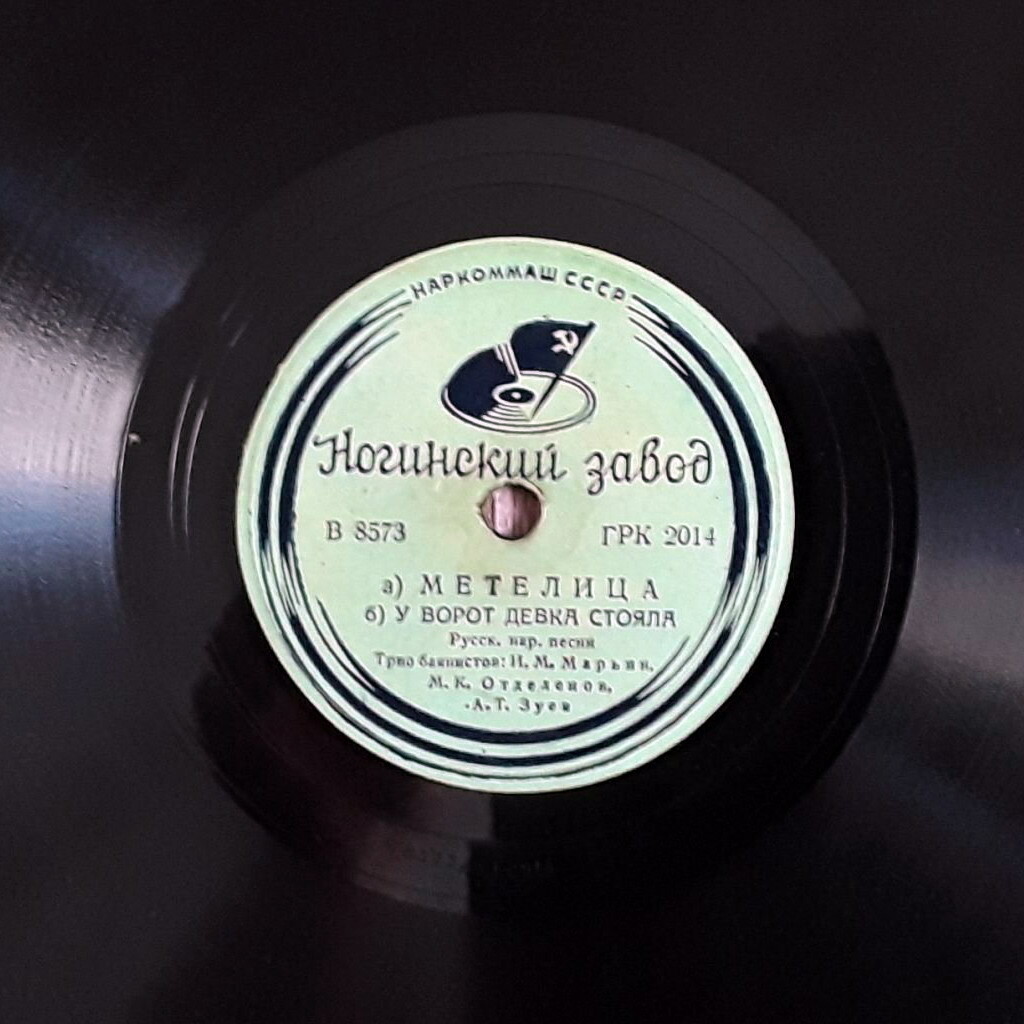 НАРКОММАШ СССР
Ногинский завод
В 8573 ГРК 2014
а) МЕТЕЛИЦА
б) У ВОРОТ ДЕВКА СТОЯЛА
Русск. нар. песни
Трио баянистов: И. М. Марьин,
М. К. Отделенов,
А. Т. Зуев